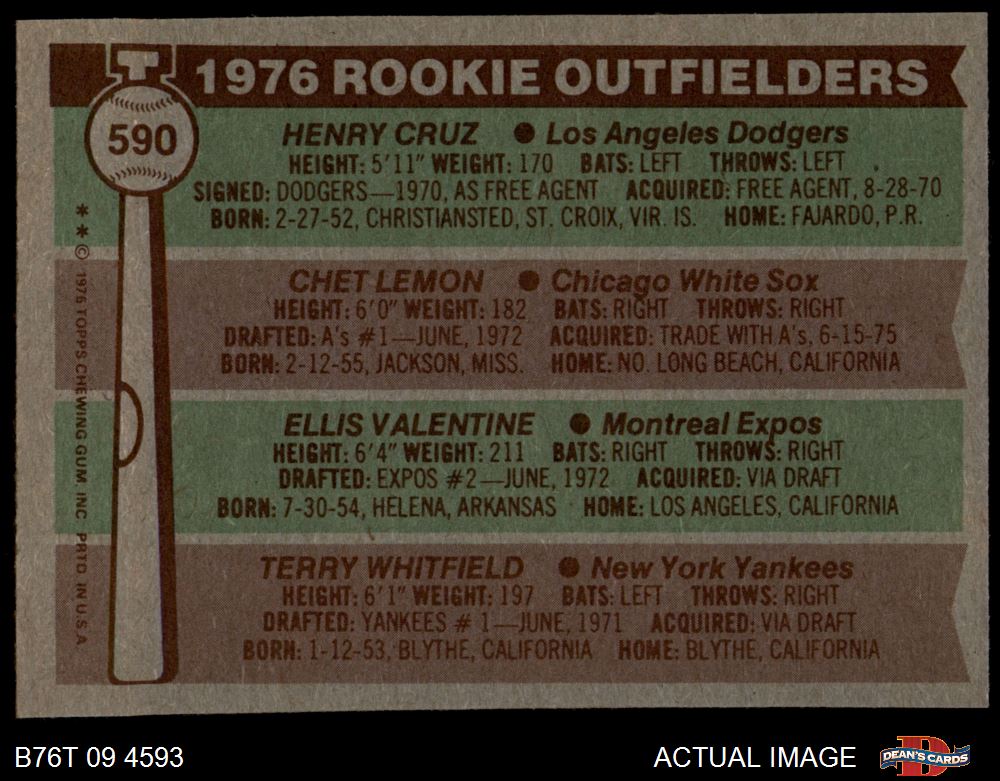 1976 ROOKIE OUTFIELDERS
590
HENRY CRUZ ● Los Angeles Dodgers
HEIGHT: 5'11" WEIGHT: 170 BATS: LEFT THROWS: LEFT
SIGNED: DODGERS—1970, AS FREE AGENT ACQUIRED: FREE AGENT, 8-28-70
BORN: 2-27-52, CHRISTIANSTED, ST. CROIX, VIR. IS. HOME: FAJARDO, P.R.
CHET LEMON ● Chicago White Sox
HEIGHT: 6'0" WEIGHT: 182 BATS: RIGHT THROWS: RIGHT
DRAFTED: A's #1—JUNE, 1972 ACQUIRED: TRADE WITH A's, 6-15-75
BORN: 2-12-55, JACKSON, MISS. HOME: NO. LONG BEACH, CALIFORNIA
ELLIS VALENTINE ● Montreal Expos
HEIGHT: 6'4" WEIGHT: 211 BATS: RIGHT THROWS: RIGHT
DRAFTED: EXPOS #2—JUNE, 1972 ACQUIRED: VIA DRAFT
BORN: 7-30-54, HELENA, ARKANSAS HOME: LOS ANGELES, CALIFORNIA
TERRY WHITFIELD ● New York Yankees
HEIGHT: 6'1" WEIGHT: 197 BATS: LEFT THROWS: RIGHT
DRAFTED: YANKEES # 1—JUNE, 1971 ACQUIRED: VIA DRAFT
BORN: 1-12-53, BLYTHE, CALIFORNIA HOME: BLYTHE, CALIFORNIA
** © 1976 TOPPS CHEWING GUM, INC. PRTD. IN U.S.A.
B76T 09 4593
ACTUAL IMAGE
DEAN'S CARDS